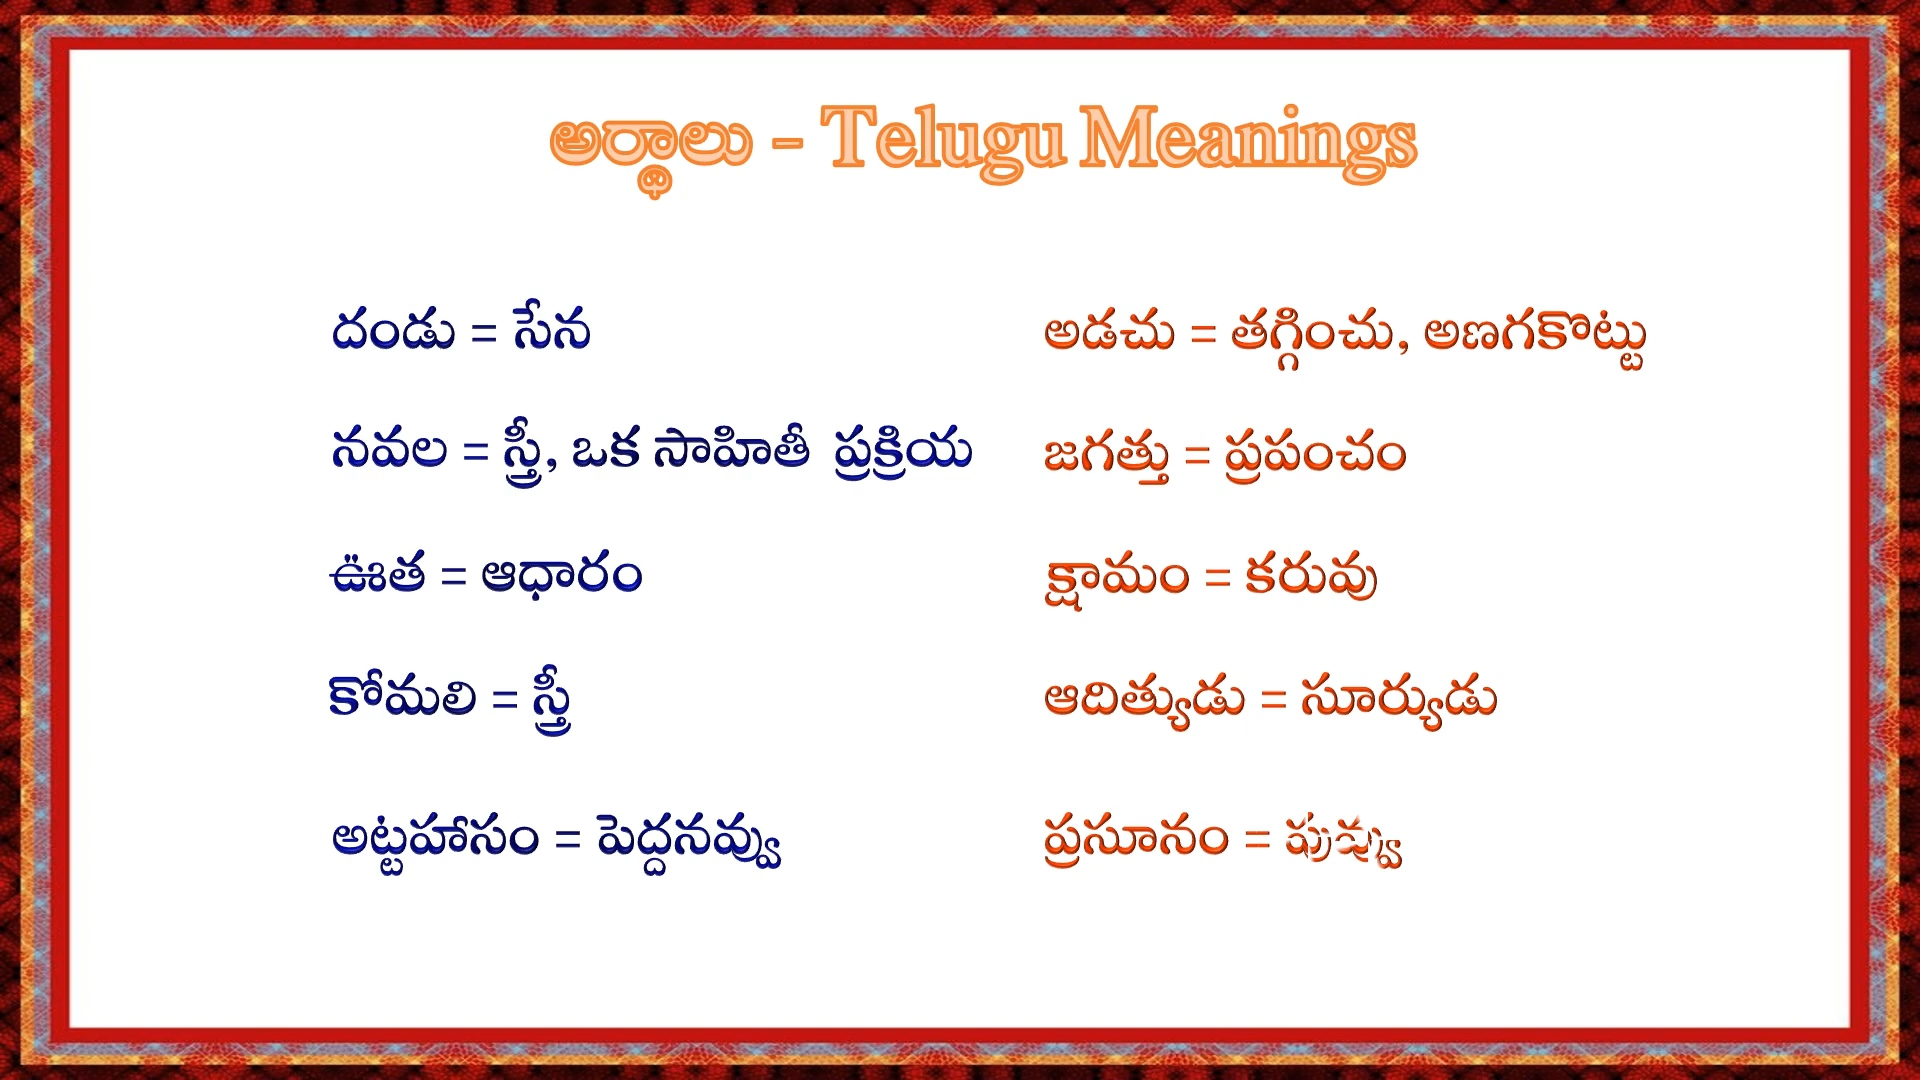 అర్థాలు - Telugu Meanings
దండు = సేన
నవల = స్త్రీ, ఒక సాహితీ ప్రక్రియ
ఊత = ఆధారం
కోమలి = స్త్రీ
అట్టహాసం = పెద్దనవ్వు
అడచు = తగ్గించు, అణగకొట్టు
జగత్తు = ప్రపంచం
క్షామం = కరువు
ఆదిత్యుడు = సూర్యుడు
ప్రసూనం = పువ్వు